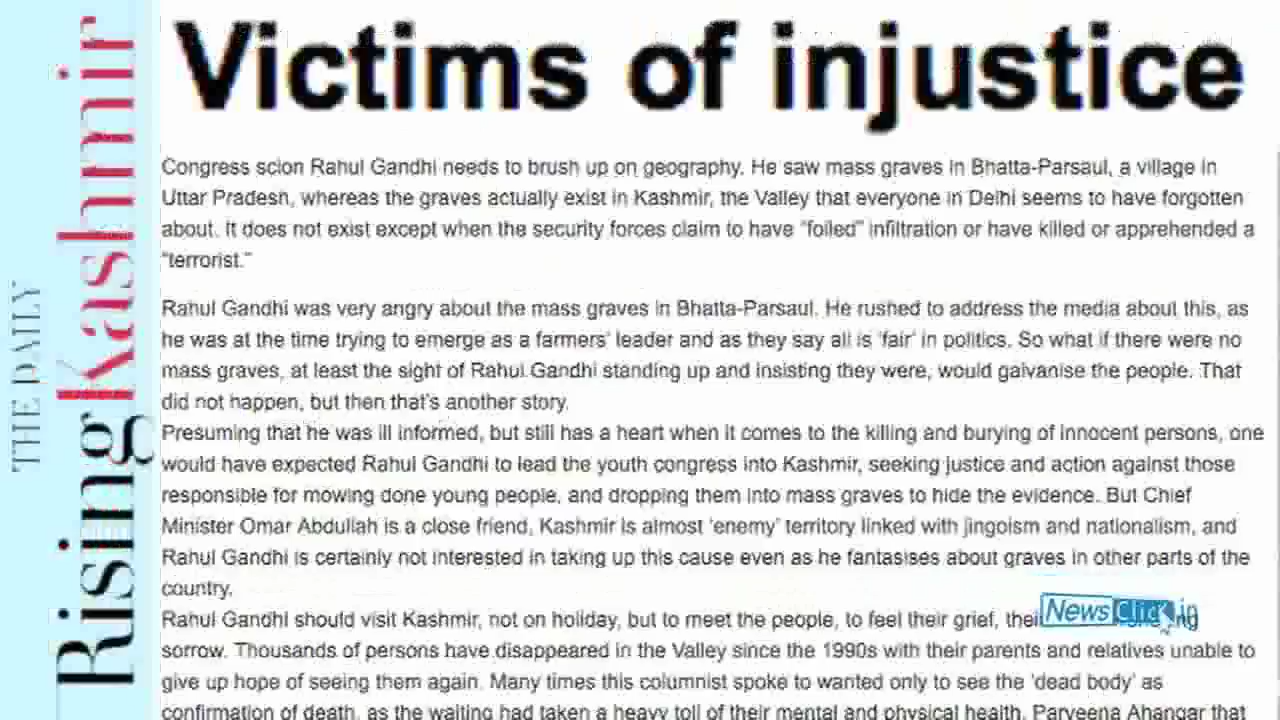 THE DAILY
Rising Kashmir
Victims of injustice
Congress scion Rahul Gandhi needs to brush up on geography. He saw mass graves in Bhatta-Parsaul, a village in
Uttar Pradesh, whereas the graves actually exist in Kashmir, the Valley that everyone in Delhi seems to have forgotten
about. It does not exist except when the security forces claim to have “foiled” infiltration or have killed or apprehended a
“terrorist.”
Rahul Gandhi was very angry about the mass graves in Bhatta-Parsaul. He rushed to address the media about this, as
he was at the time trying to emerge as a farmers’ leader and as they say all is ‘fair’ in politics. So what if there were no
mass graves, at least the sight of Rahul Gandhi standing up and insisting they were, would galvanise the people. That
did not happen, but then that’s another story.
Presuming that he was ill informed, but still has a heart when it comes to the killing and burying of innocent persons, one
would have expected Rahul Gandhi to lead the youth congress into Kashmir, seeking justice and action against those
responsible for mowing done young people, and dropping them into mass graves to hide the evidence. But Chief
Minister Omar Abdullah is a close friend, Kashmir is almost ‘enemy’ territory linked with jingoism and nationalism, and
Rahul Gandhi is certainly not interested in taking up this cause even as he fantasises about graves in other parts of the
country.
Rahul Gandhi should visit Kashmir, not on holiday, but to meet the people, to feel their grief, their
NewsClick.in
sorrow. Thousands of persons have disappeared in the Valley since the 1990s with their parents and relatives unable to
give up hope of seeing them again. Many times this columnist spoke to wanted only to see the ‘dead body’ as
confirmation of death, as the waiting had taken a heavy toll of their mental and physical health. Parveena Ahangar that